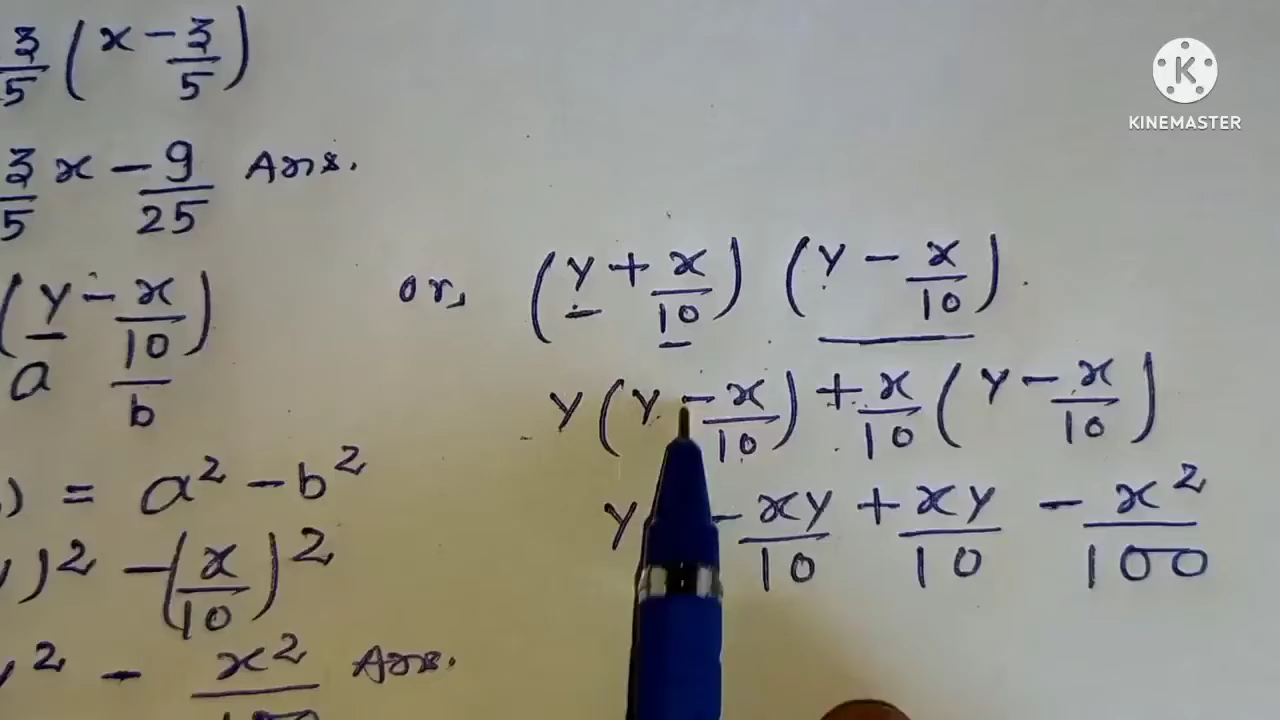 3/5 (x - 3/5)
3/5 x - 9/25 Ans.
(y - x/10)
a b
) = a² - b²
)² - (x/10)²
² - x²/100 Ans.
or, (y + x/10) (y - x/10)
y(y - x/10) + x/10 (y - x/10)
y - xy/10 + xy/10 - x²/100
K
KINEMASTER